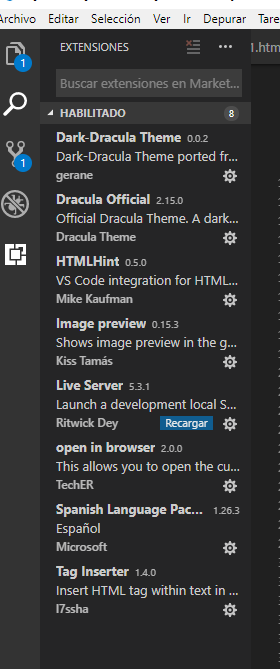 Archivo Editar Selección Ver Ir Depurar Tare
EXTENSIONES
1.htm
1
Buscar extensiones en Market...
HABILITADO 8
Dark-Dracula Theme 0.0.2
Dark-Dracula Theme ported fr...
gerane
1
Dracula Official 2.15.0
Official Dracula Theme. A dark...
Dracula Theme
HTMLHint 0.5.0
VS Code integration for HTML...
Mike Kaufman
Image preview 0.15.3
Shows image preview in the g...
Kiss Tamás
Live Server 5.3.1
Launch a development local S...
Ritwick Dey Recargar
open in browser 2.0.0
This allows you to open the cu...
TechER
Spanish Language Pac... 1.26.3
Español
Microsoft
Tag Inserter 1.4.0
Insert HTML tag within text in ...
l7ssha